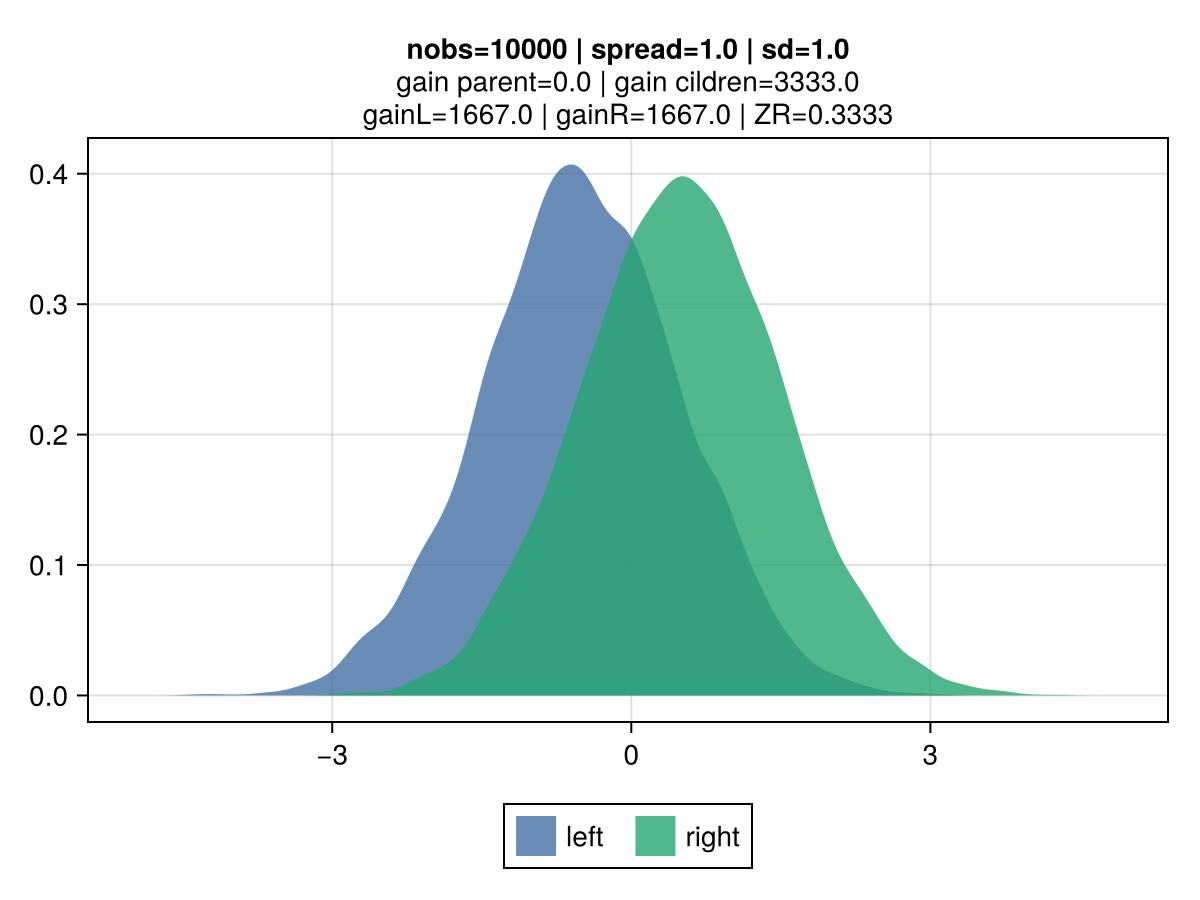 nobs=10000 | spread=1.0 | sd=1.0
gain parent=0.0 | gain cildren=3333.0
gainL=1667.0 | gainR=1667.0 | ZR=0.3333
0.4
0.3
0.2
0.1
0.0
−3 0 3
left right